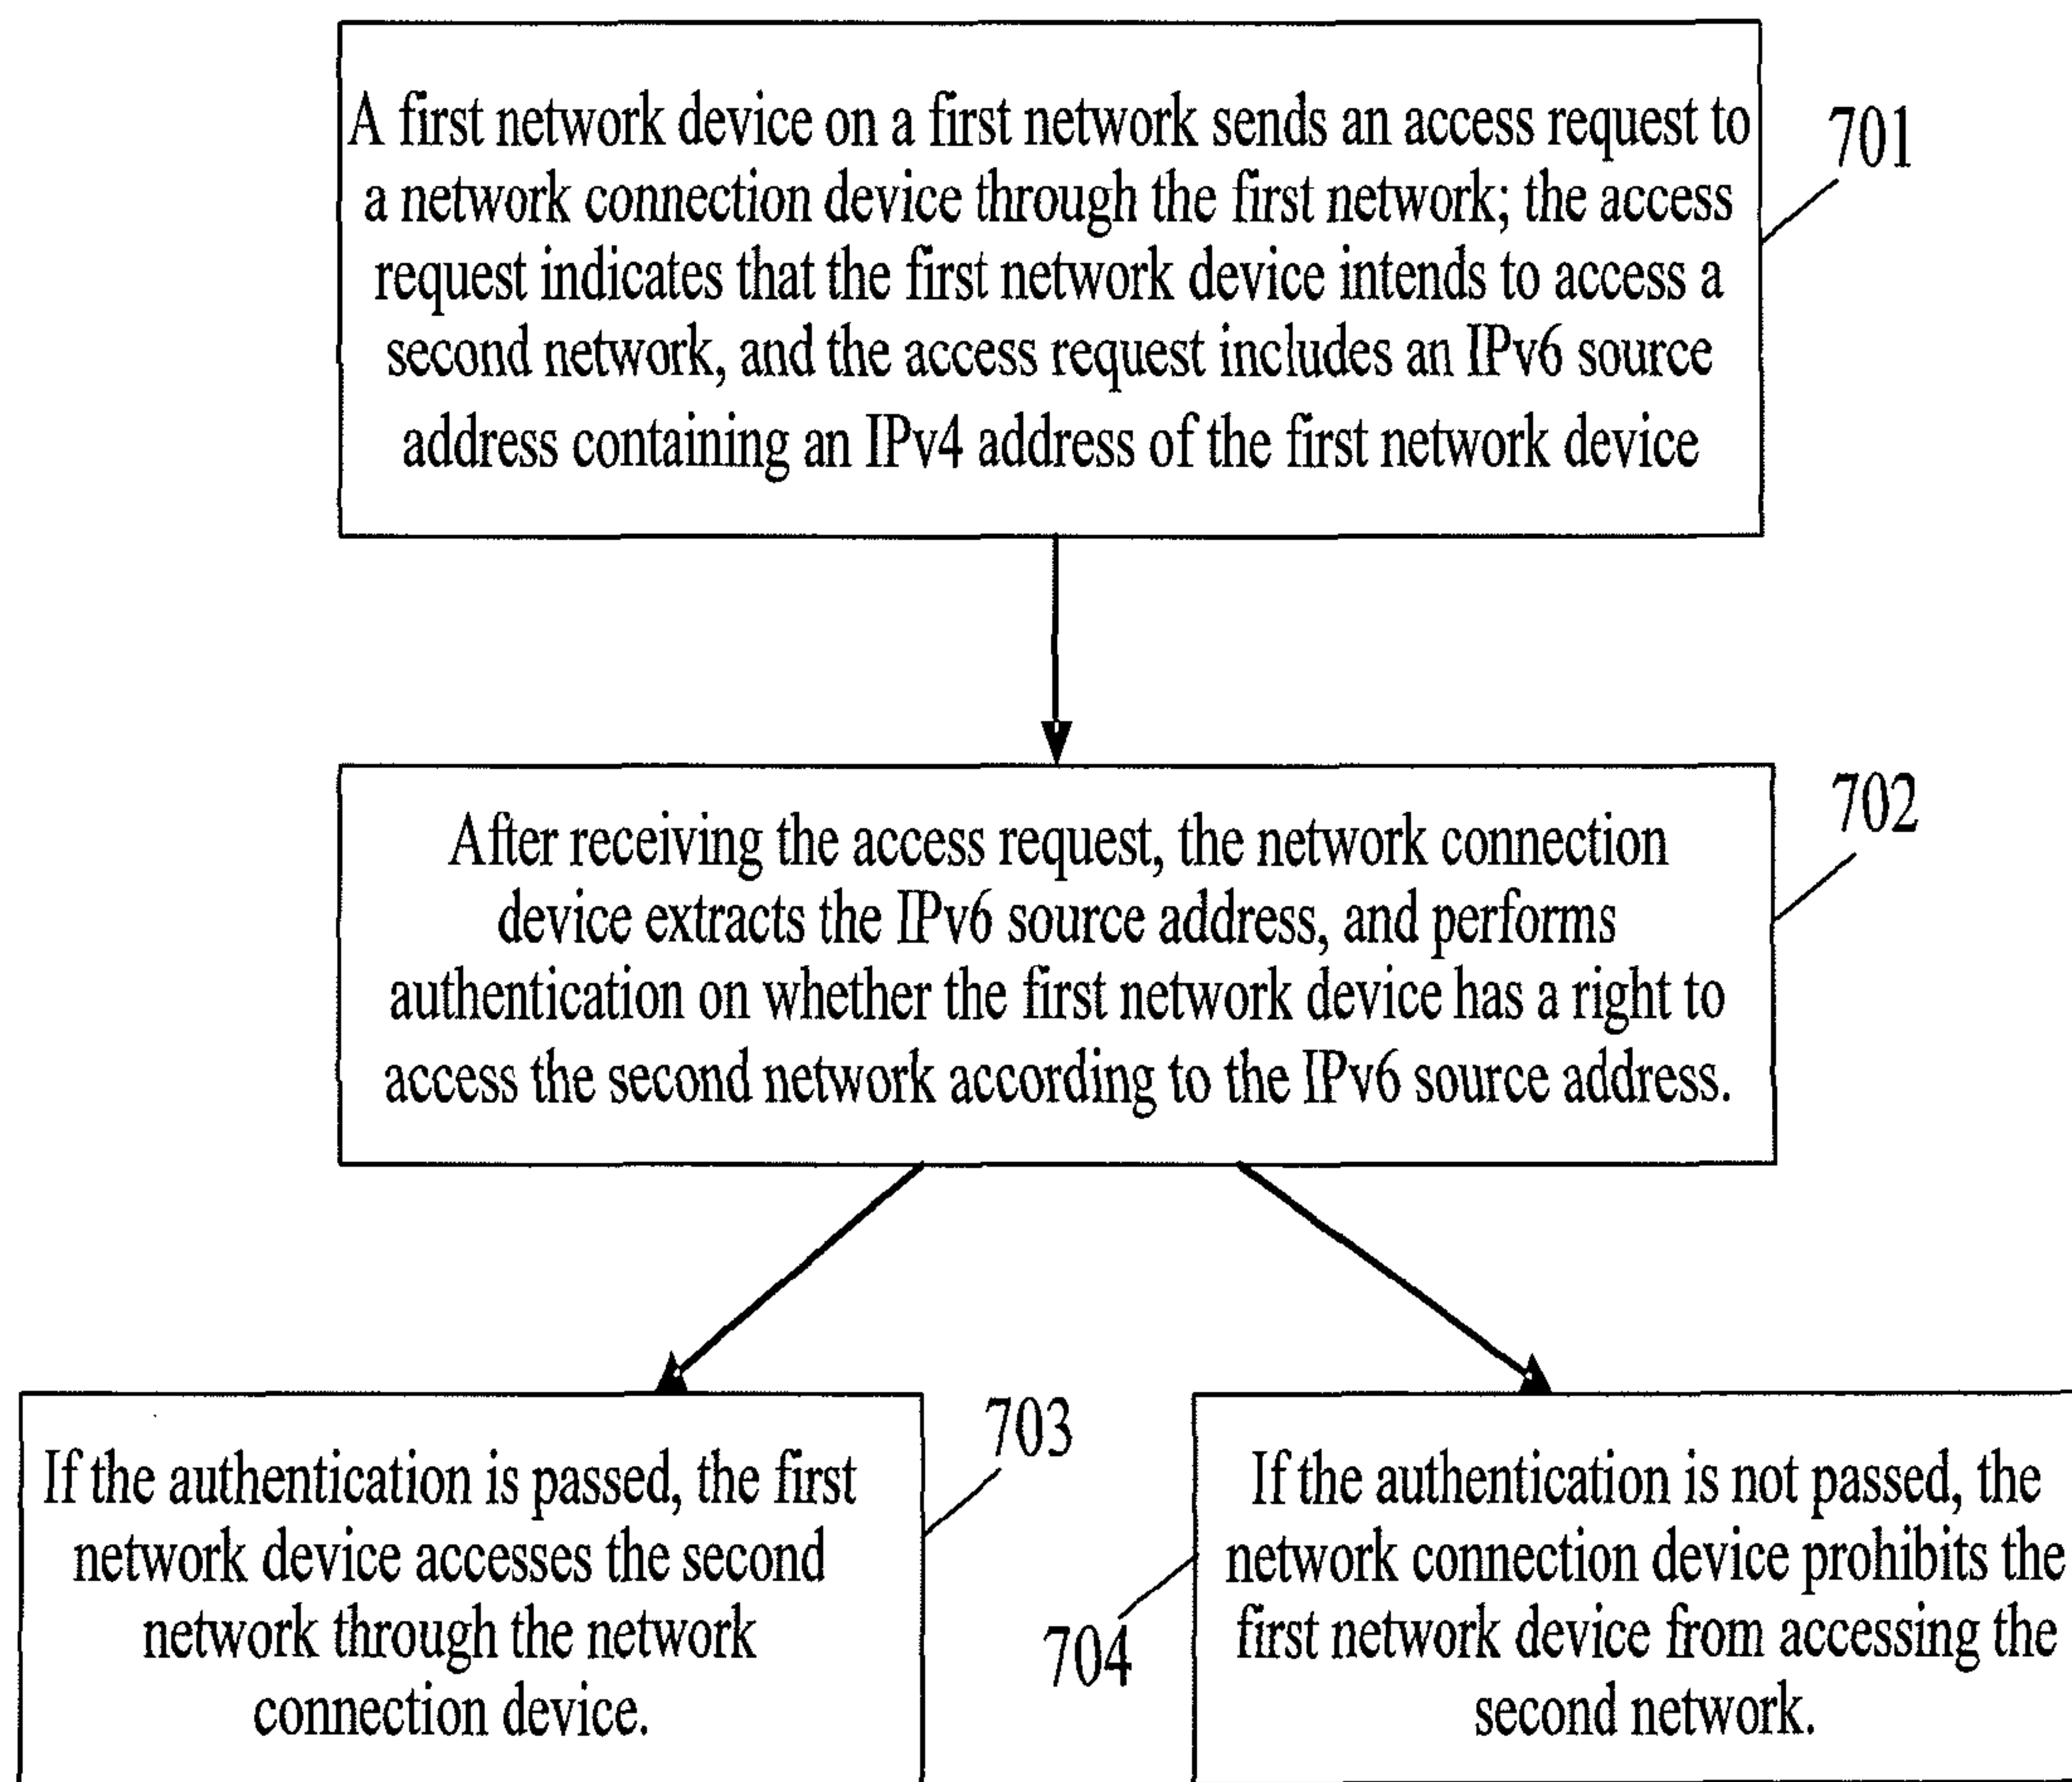 A first network device on a first network sends an access request to
a network connection device through the first network; the access
request indicates that the first network device intends to access a
second network, and the access request includes an IPv6 source
address containing an IPv4 address of the first network device
701
After receiving the access request, the network connection
device extracts the IPv6 source address, and performs
authentication on whether the first network device has a right to
access the second network according to the IPv6 source address.
702
If the authentication is passed, the first
network device accesses the second
network through the network
connection device.
703
If the authentication is not passed, the
network connection device prohibits the
first network device from accessing the
second network.
704